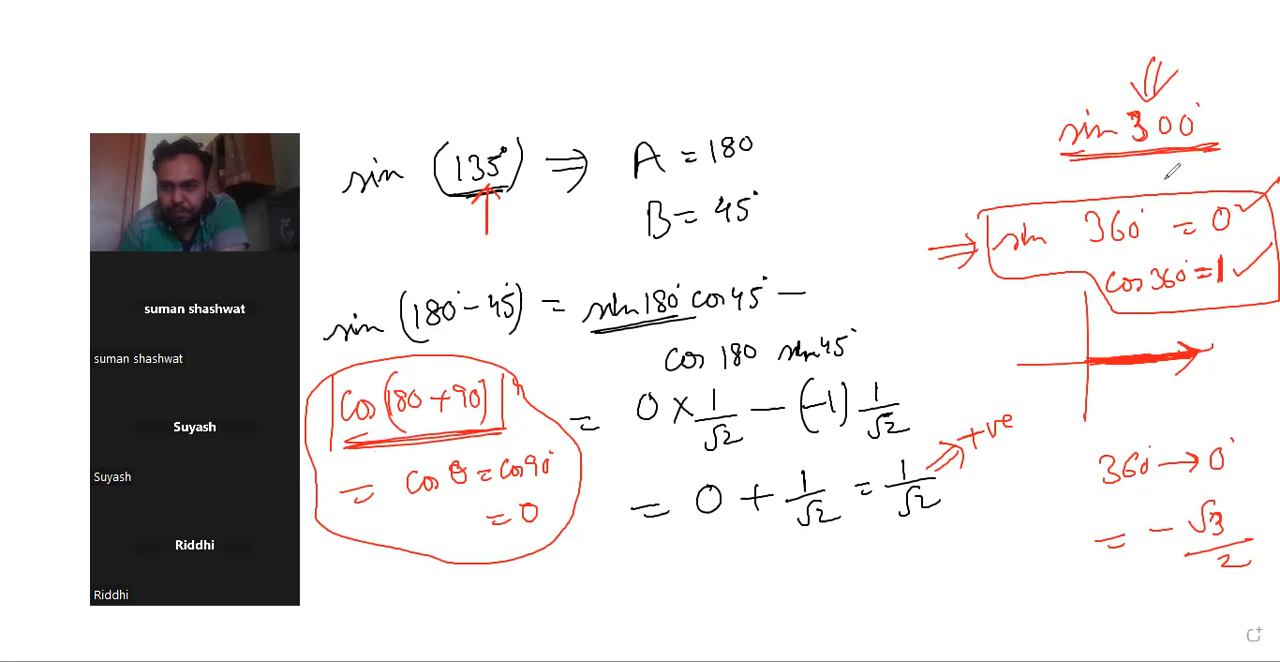 sin (135°) ⇒ A = 180
B = 45°
sin (180° - 45°) = sin 180° cos 45° -
cos 180 sin 45°
= 0 × 1/√2 - (-1) 1/√2
= 0 + 1/√2 = 1/√2 ⇒ +ve
|cos (180 + 90)|
= cos θ = cos 90°
= 0
sin 300°
⇒ sin 360° = 0 ✓
cos 360° = 1 ✓
360° → 0°
= - √3/2
suman shashwat
suman shashwat
Suyash
Suyash
Riddhi
Riddhi